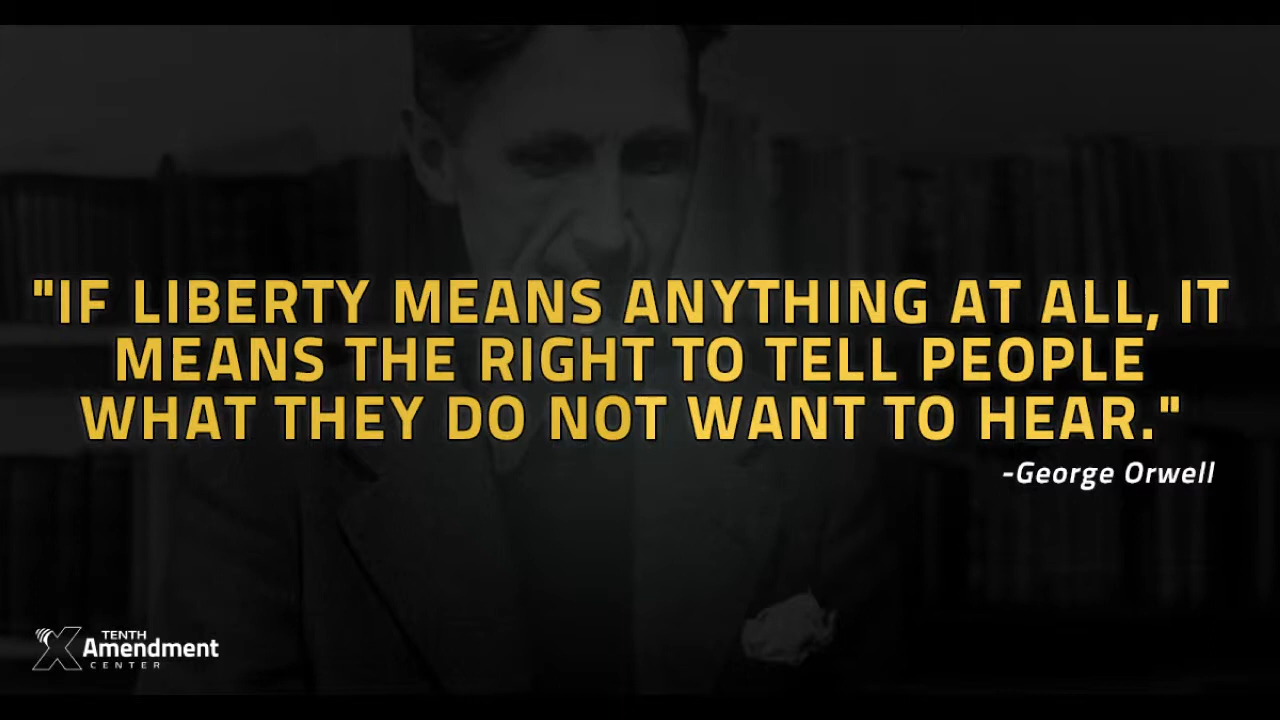 "IF LIBERTY MEANS ANYTHING AT ALL, IT
MEANS THE RIGHT TO TELL PEOPLE
WHAT THEY DO NOT WANT TO HEAR."
-George Orwell
TENTH
Amendment
CENTER